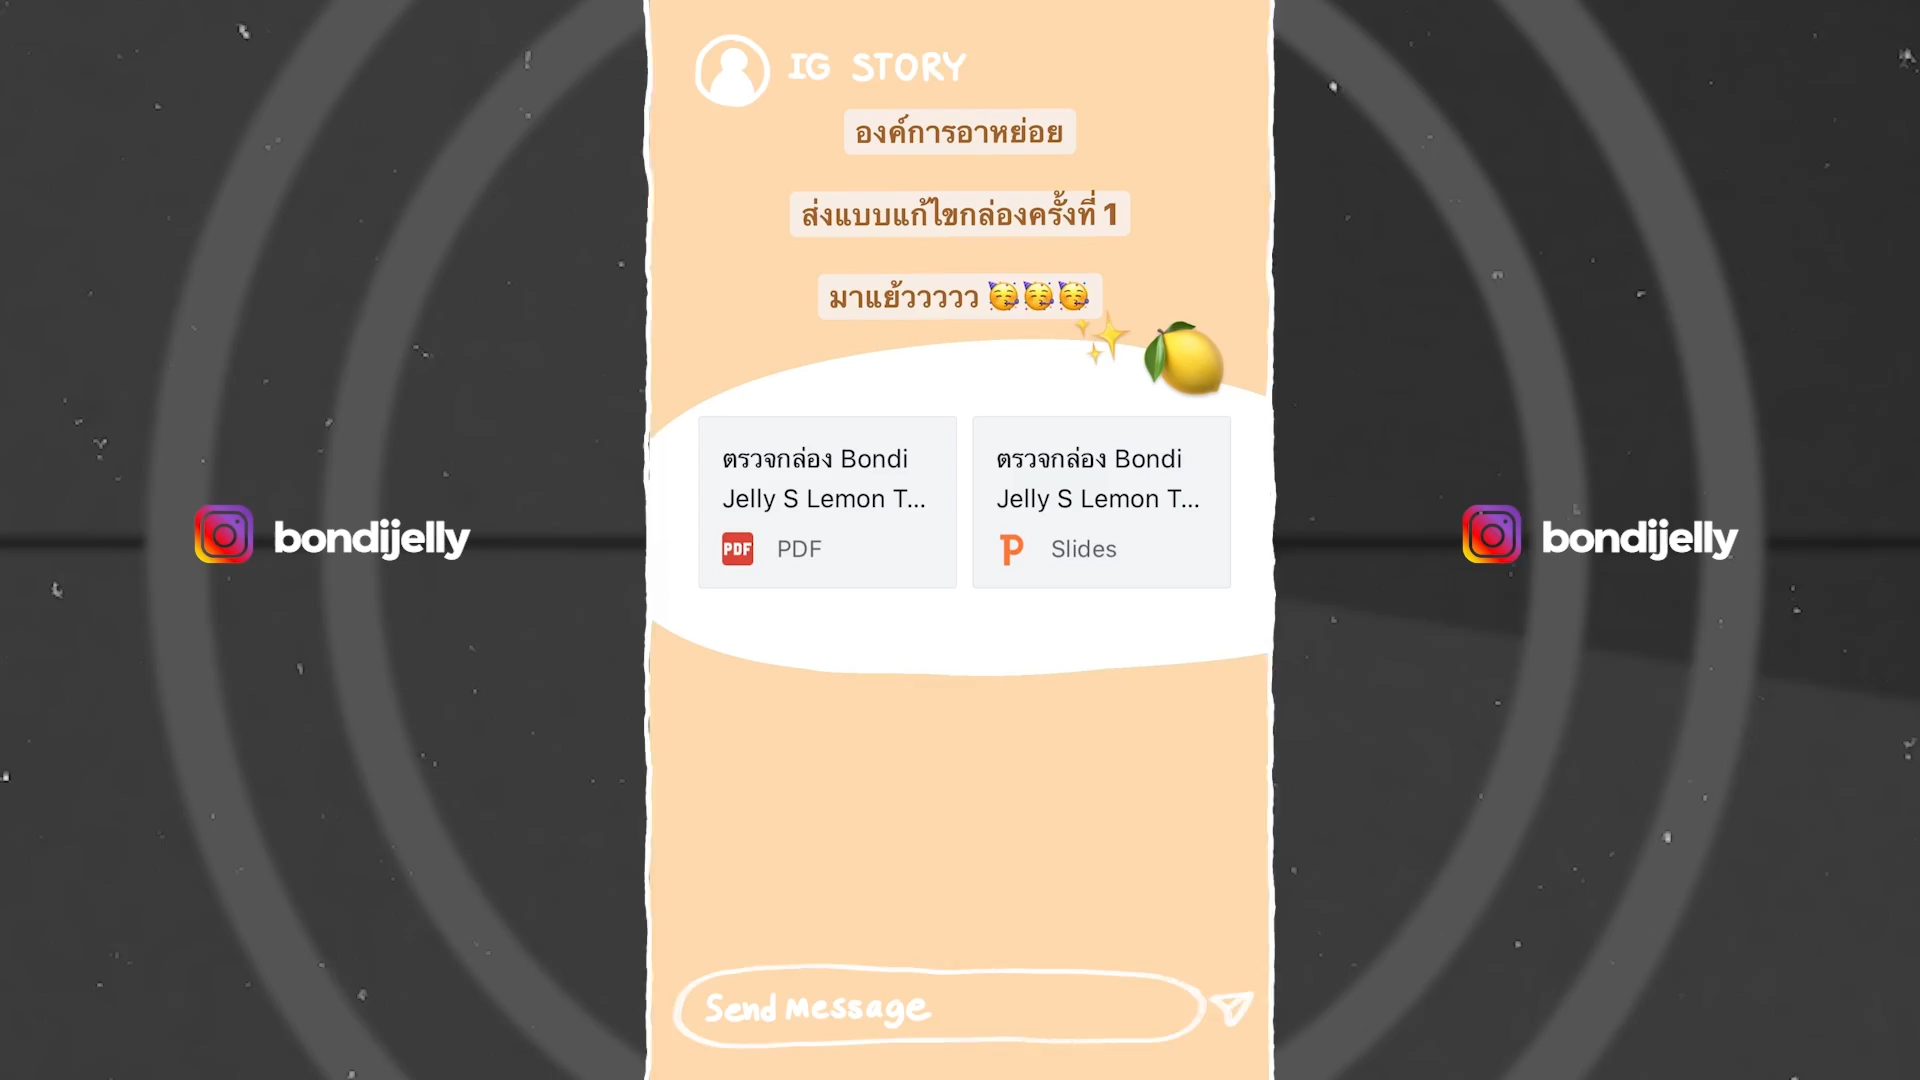 IG STORY
องค์การอาหย่อย
ส่งแบบแก้ไขกล่องครั้งที่ 1
มาแย้ววววว 🥳🥳🥳
ตรวจกล่อง Bondi
Jelly S Lemon T...
PDF PDF
ตรวจกล่อง Bondi
Jelly S Lemon T...
P Slides
bondijelly
bondijelly
Send Message